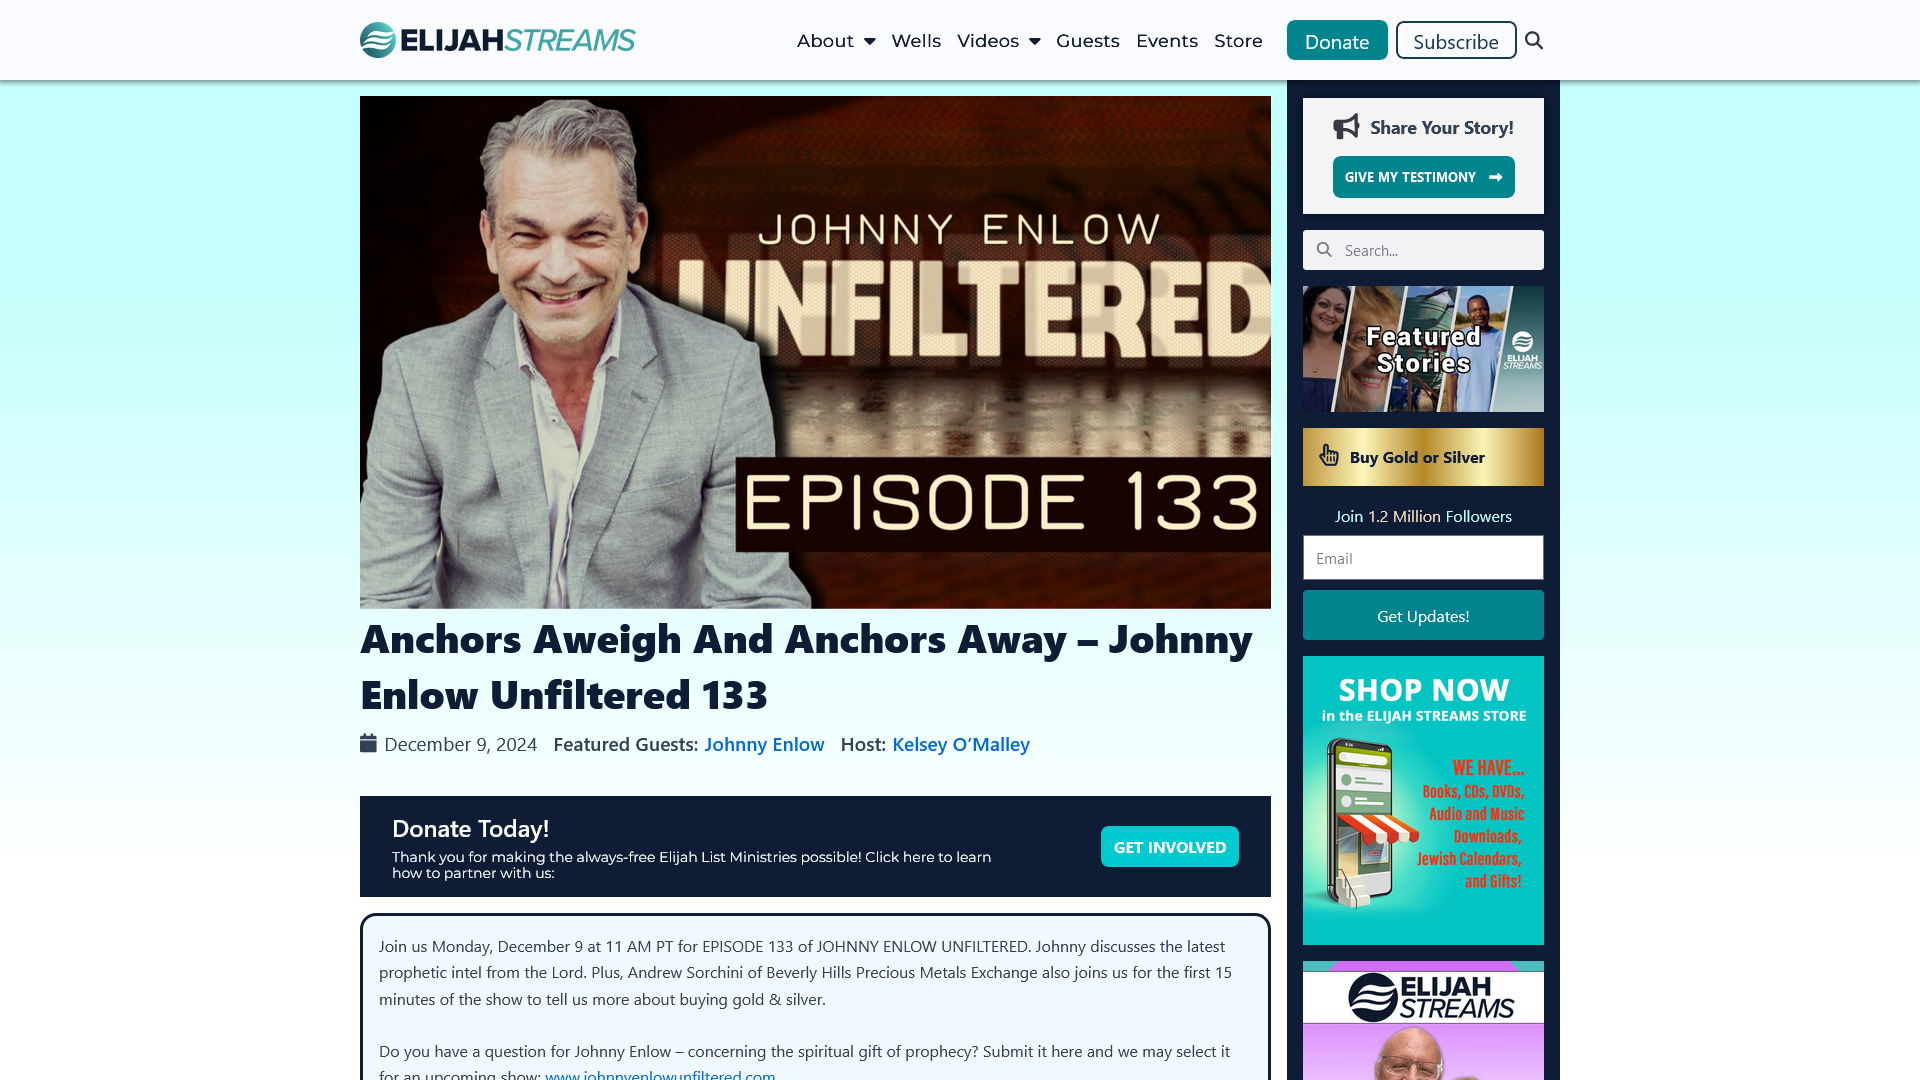 ELIJAHSTREAMS
About
Wells
Videos
Guests
Events
Store
Donate
Subscribe
JOHNNY ENLOW
UNFILTERED
EPISODE 133
Anchors Aweigh And Anchors Away – Johnny
Enlow Unfiltered 133
December 9, 2024 Featured Guests: Johnny Enlow Host: Kelsey O’Malley
Donate Today!
Thank you for making the always-free Elijah List Ministries possible! Click here to learn
how to partner with us:
GET INVOLVED
Join us Monday, December 9 at 11 AM PT for EPISODE 133 of JOHNNY ENLOW UNFILTERED. Johnny discusses the latest
prophetic intel from the Lord. Plus, Andrew Sorchini of Beverly Hills Precious Metals Exchange also joins us for the first 15
minutes of the show to tell us more about buying gold & silver.
Do you have a question for Johnny Enlow – concerning the spiritual gift of prophecy? Submit it here and we may select it
for an upcoming show: www.johnnyenlowunfiltered.com
Share Your Story!
GIVE MY TESTIMONY
Search...
Featured
Stories
ELIJAH
STREAMS
Buy Gold or Silver
Join 1.2 Million Followers
Email
Get Updates!
SHOP NOW
in the ELIJAH STREAMS STORE
WE HAVE...
Books, CDs, DVDs,
Audio and Music
Downloads,
Jewish Calendars,
and Gifts!
ELIJAH
STREAMS